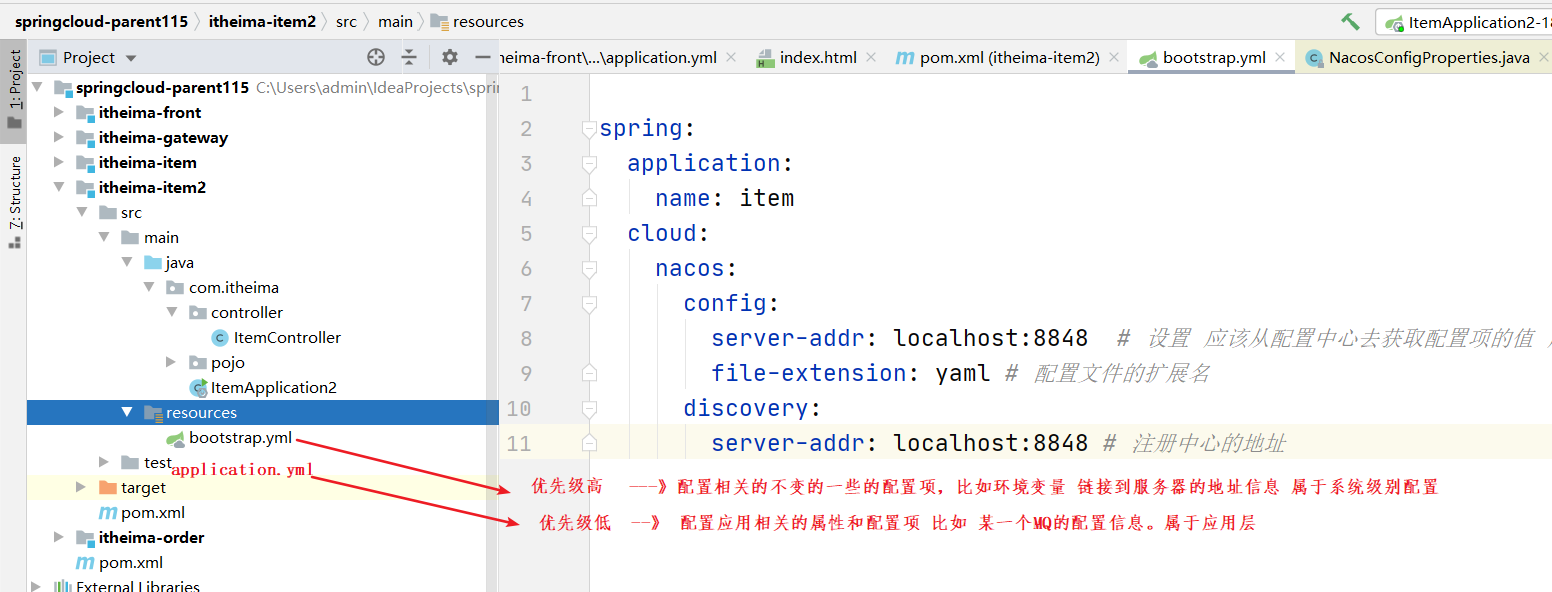 springcloud-parent115 itheima-item2 src main resources
ItemApplication2-18
1: Project
Z: Structure
Project
heima-front\...\application.yml
index.html
pom.xml (itheima-item2)
bootstrap.yml
NacosConfigProperties.java
springcloud-parent115 C:\Users\admin\IdeaProjects\spri
itheima-front
itheima-gateway
itheima-item
itheima-item2
src
main
java
com.itheima
controller
ItemController
pojo
ItemApplication2
resources
bootstrap.yml
test
application.yml
target
pom.xml
itheima-order
pom.xml
External Libraries
1
2 spring:
3 application:
4 name: item
5 cloud:
6 nacos:
7 config:
8 server-addr: localhost:8848 # 设置 应该从配置中心去获取配置项的值
9 file-extension: yaml # 配置文件的扩展名
10 discovery:
11 server-addr: localhost:8848 # 注册中心的地址
优先级高 ---》配置相关的不变的一些的配置项，比如环境变量 链接到服务器的地址信息 属于系统级别配置
优先级低 --》 配置应用相关的属性和配置项 比如 某一个MQ的配置信息。属于应用层